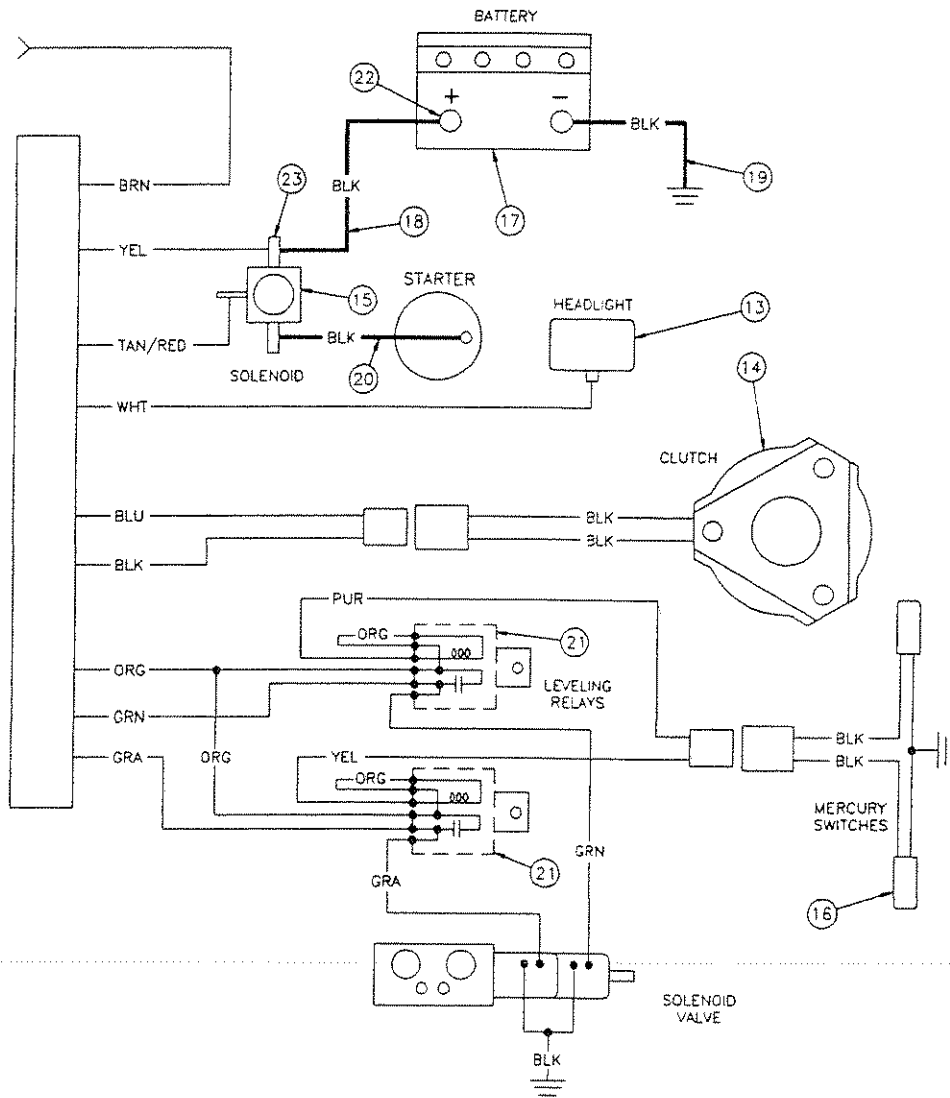 BATTERY
22
+
−
BLK
BRN
23
BLK
19
YEL
18
17
STARTER
15
HEADLIGHT
13
TAN/RED
BLK
SOLENOID
20
14
WHT
CLUTCH
BLU
BLK
BLK
BLK
PUR
ORG
21
ORG
LEVELING
RELAYS
GRN
GRA
ORG
YEL
BLK
BLK
ORG
MERCURY
SWITCHES
GRN
GRA
21
16
SOLENOID
VALVE
BLK